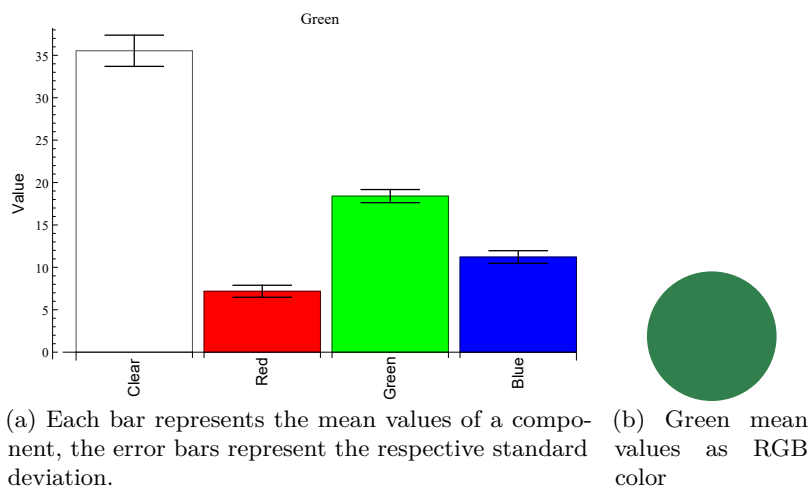 Green
Value
35
30
25
20
15
10
5
0
Clear
Red
Green
Blue
(a) Each bar represents the mean values of a compo-
nent, the error bars represent the respective standard
deviation.
(b) Green mean
values as RGB
color